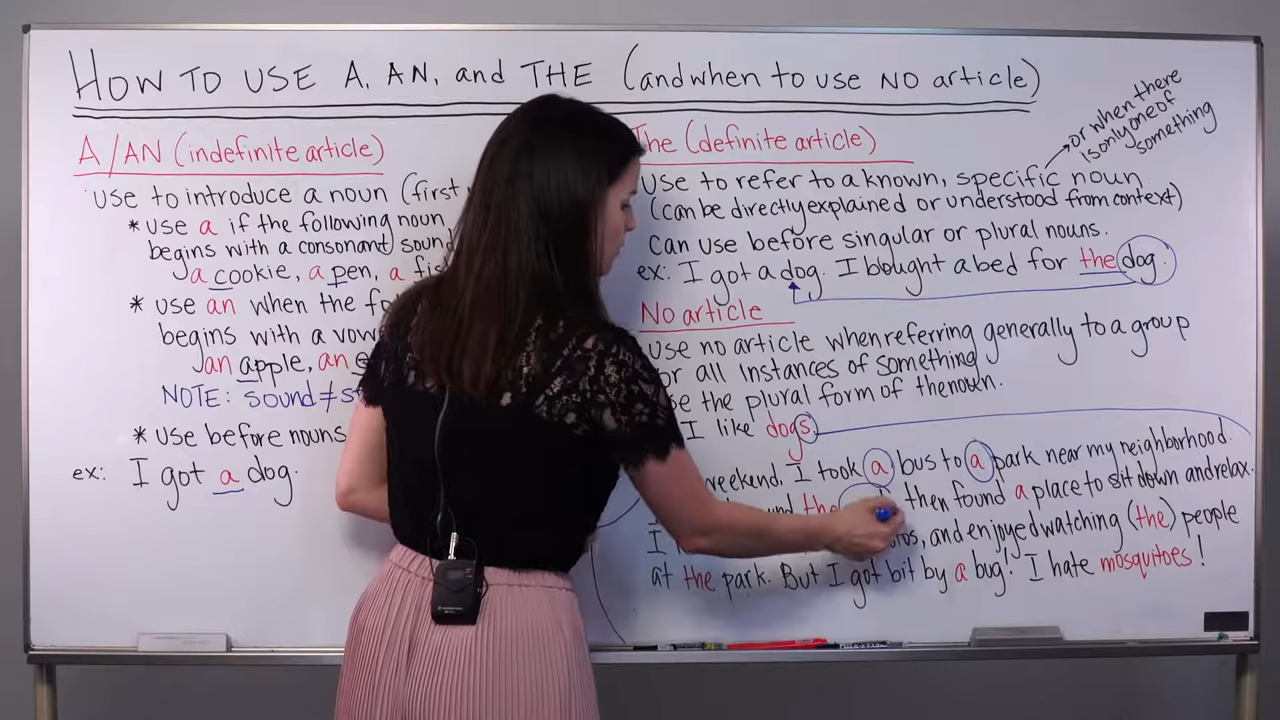 HOW TO USE A, AN, and THE (and when to use NO article)
A/AN (indefinite article)
use to introduce a noun (first
* use a if the following noun
begins with a consonant sound
a cookie, a pen, a
* use an when the
begins with a
an apple, an
NOTE: sound ≠
* use before nouns
ex: I got a dog.
The (definite article)
or when there
is only one of
something
Use to refer to a known, specific noun
(can be directly explained or understood from context)
can use before singular or plural nouns.
ex: I got a dog. I bought a bed for the dog.
No article
use no article when referring generally to a group
or all instances of something
the plural form of the noun.
I like dogs.
weekend, I took a bus to a park near my neighborhood.
the then found a place to sit down and relax.
I and enjoyed watching (the) people
at the park. But I got bit by a bug! I hate mosquitoes!